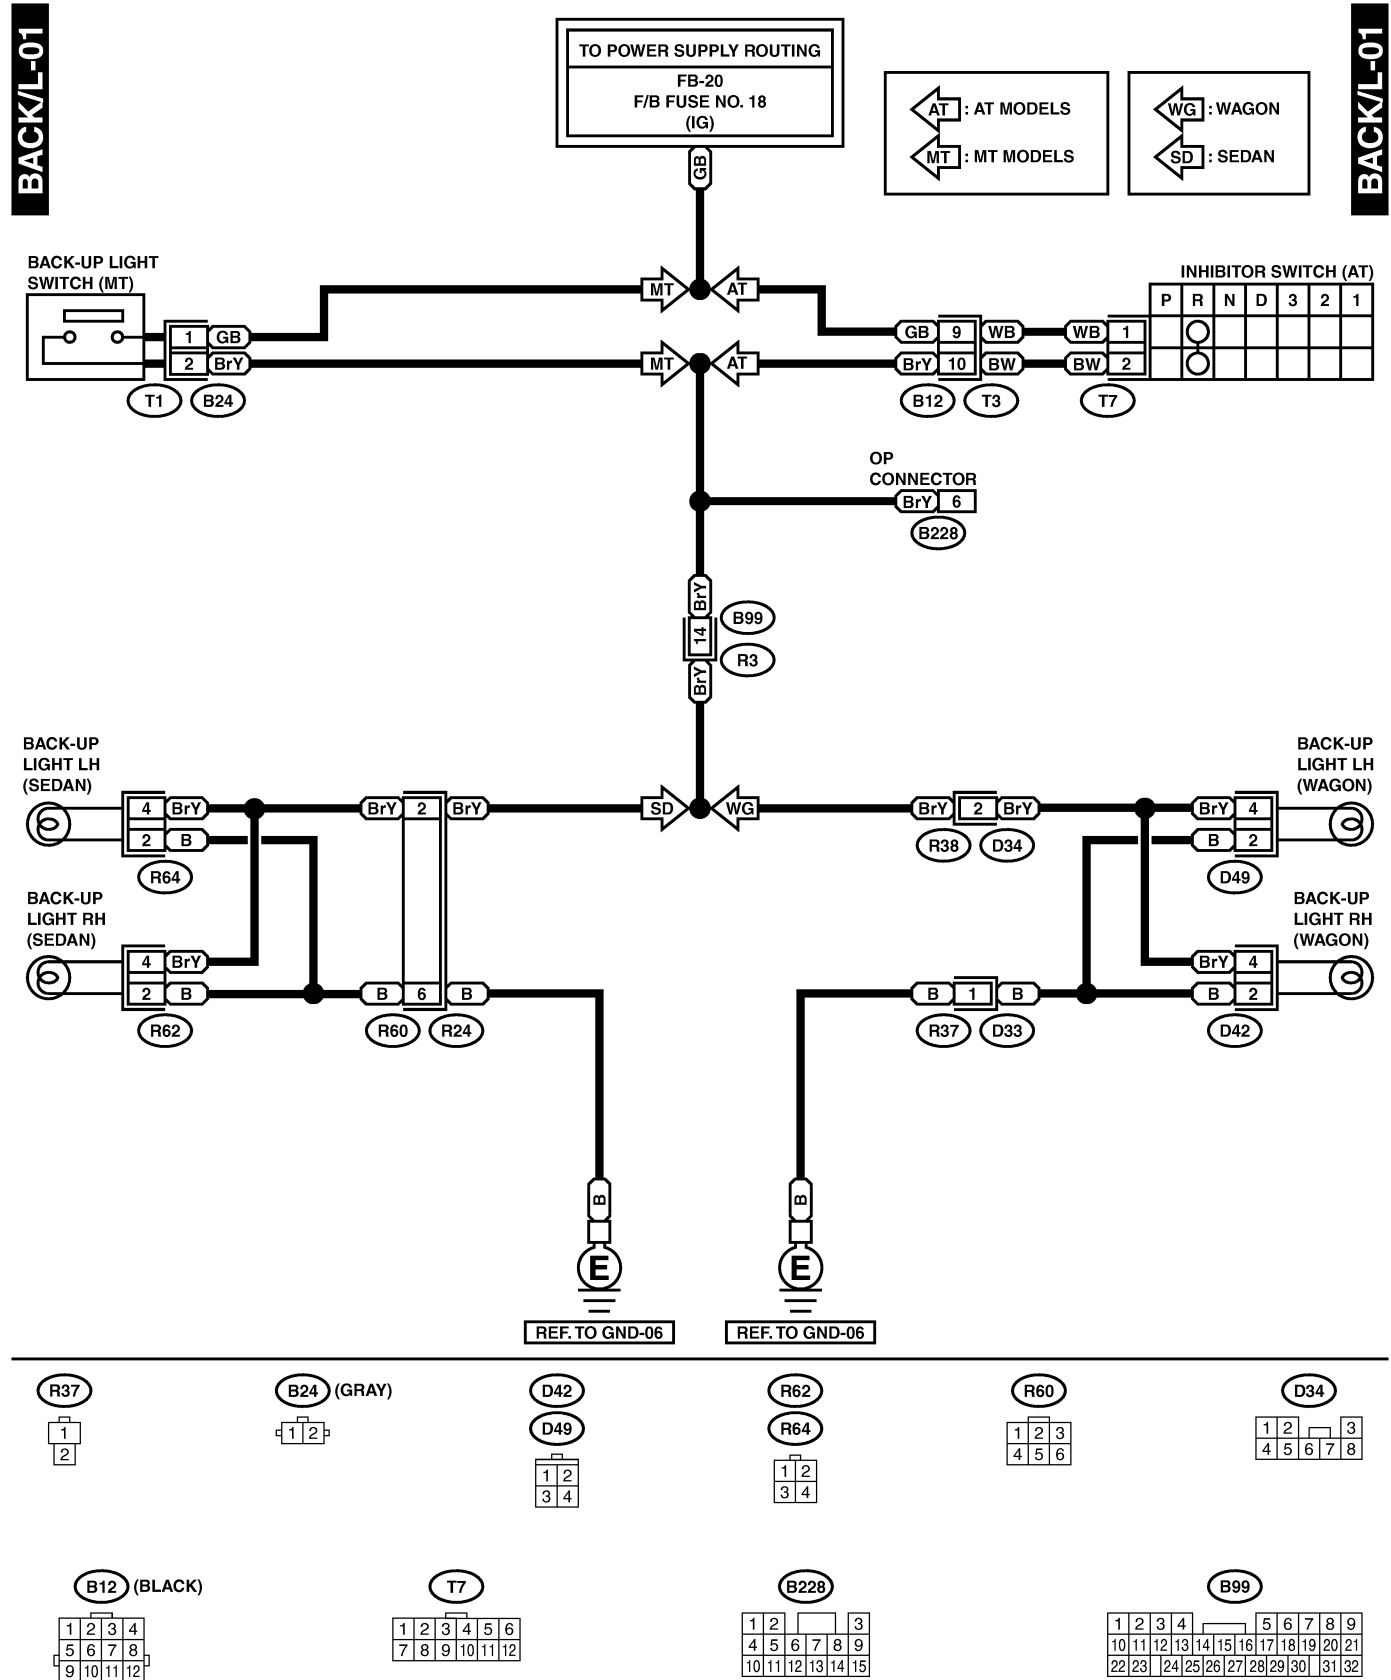 BACK/L-01
BACK/L-01
TO POWER SUPPLY ROUTING
FB-20
F/B FUSE NO. 18
(IG)
AT : AT MODELS
MT : MT MODELS
WG : WAGON
SD : SEDAN
GB
BACK-UP LIGHT
SWITCH (MT)
INHIBITOR SWITCH (AT)
MT AT
P R N D 3 2 1
1 GB
GB 9 WB WB 1
2 BrY MT AT BrY 10 BW BW 2
T1 B24 B12 T3 T7
OP
CONNECTOR
BrY 6
B228
BrY
14
BrY
B99
R3
BACK-UP
LIGHT LH
(SEDAN)
BACK-UP
LIGHT LH
(WAGON)
4 BrY BrY 2 BrY SD WG BrY 2 BrY BrY 4
2 B B 2
R38 D34
R64 D49
BACK-UP
LIGHT RH
(SEDAN)
BACK-UP
LIGHT RH
(WAGON)
4 BrY BrY 4
2 B B 6 B B 1 B B 2
R62 R60 R24 R37 D33 D42
B B
E E
REF. TO GND-06 REF. TO GND-06
R37 B24 (GRAY) D42 R62 R60 D34
D49 R64
1
2
1 2
1 2
3 4
1 2
3 4
1 2 3
4 5 6
1 2 3
4 5 6 7 8
B12 (BLACK) T7 B228 B99
1 2 3 4
5 6 7 8
9 10 11 12
1 2 3 4 5 6
7 8 9 10 11 12
1 2 3
4 5 6 7 8 9
10 11 12 13 14 15
1 2 3 4 5 6 7 8 9
10 11 12 13 14 15 16 17 18 19 20 21
22 23 24 25 26 27 28 29 30 31 32